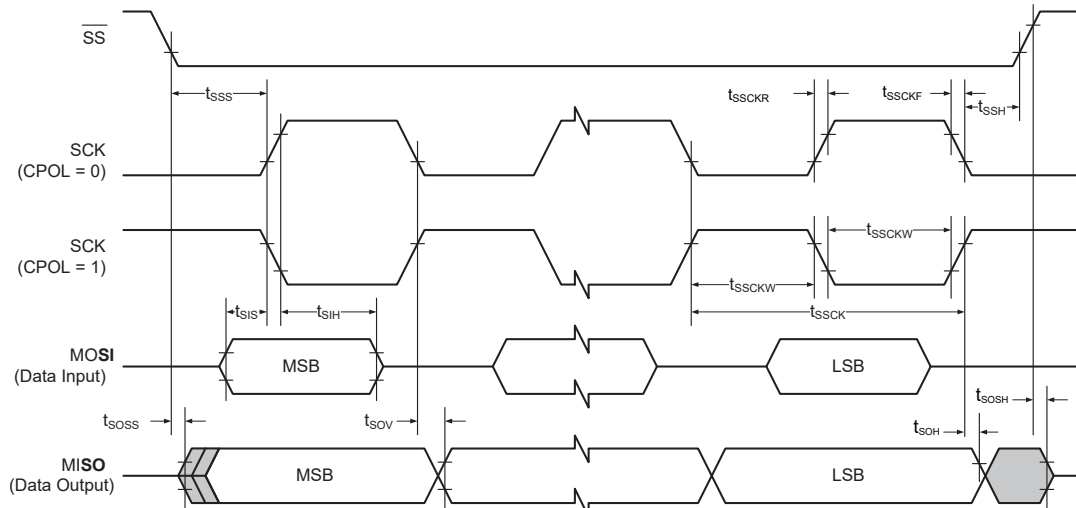 SS
tSSS
tSSCKR
tSSCKF
tSSH
SCK
(CPOL = 0)
SCK
(CPOL = 1)
tSSCKW
tSSCKW
tSSCK
tSIS
tSIH
MOSI
(Data Input)
MSB
LSB
tSOSS
tSOV
tSOH
tSOSH
MISO
(Data Output)
MSB
LSB